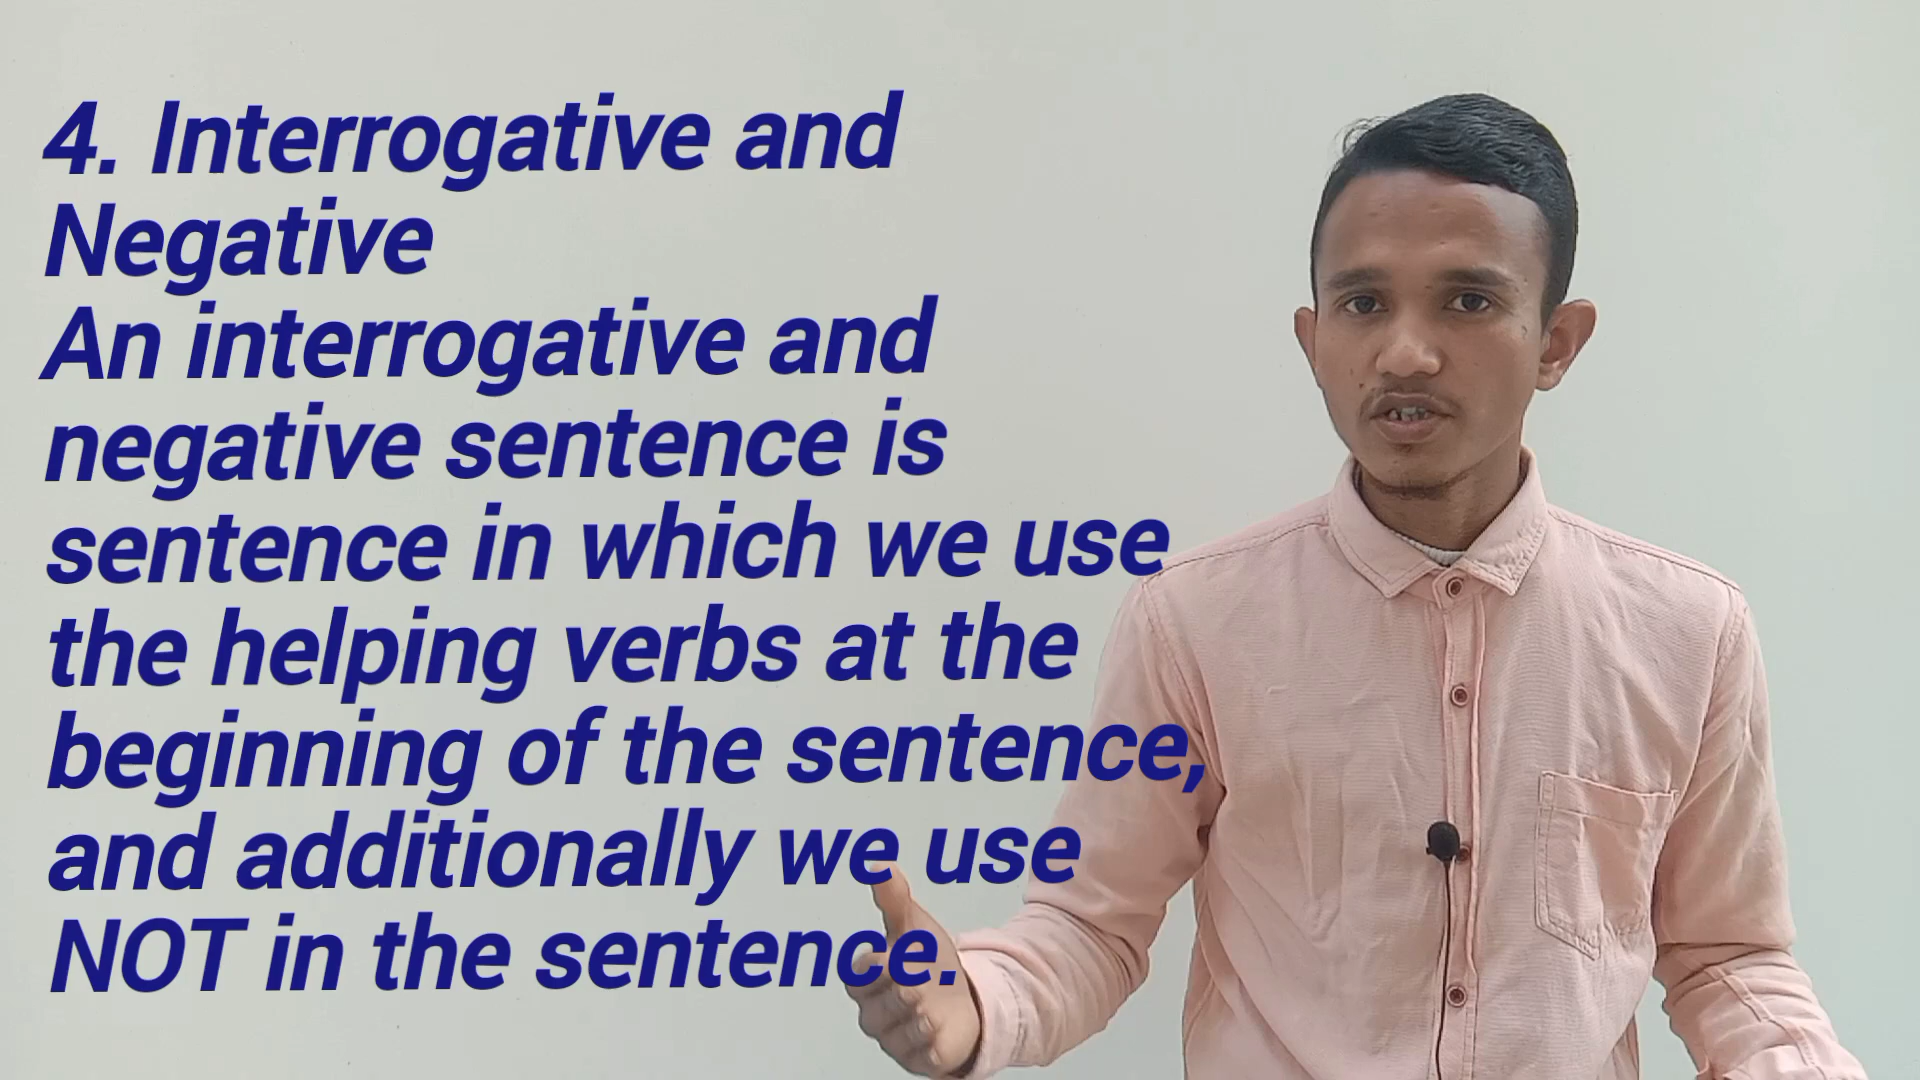 4. Interrogative and
Negative
An interrogative and
negative sentence is
sentence in which we use
the helping verbs at the
beginning of the sentence,
and additionally we use
NOT in the sentence.